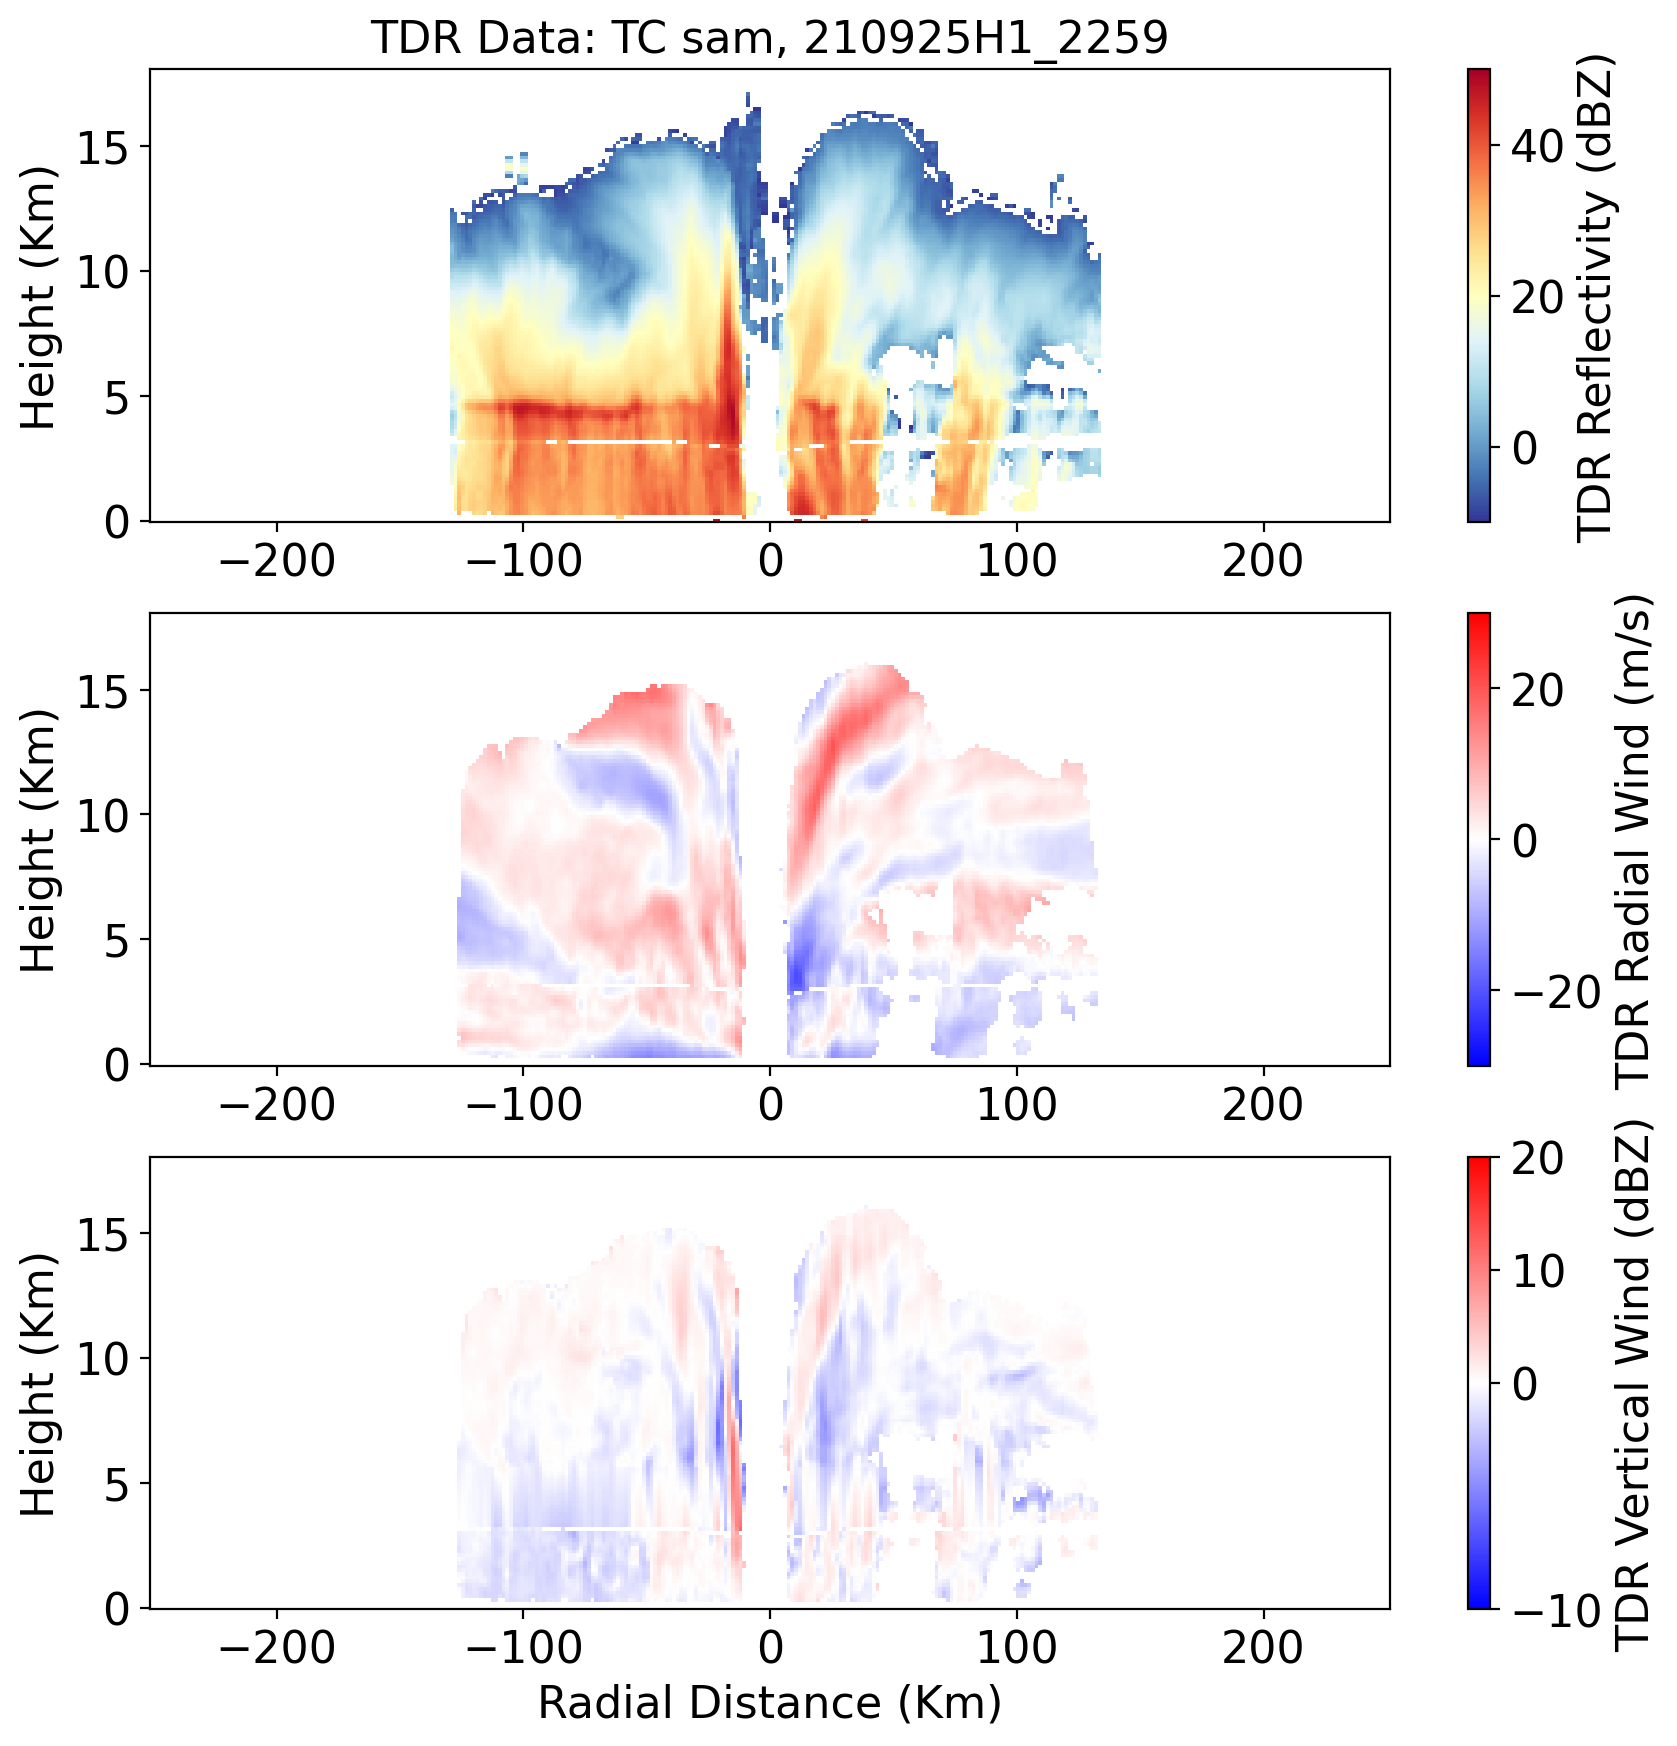 TDR Data: TC sam, 210925H1_2259
15
10
5
0
Height (Km)
−200 −100 0 100 200
40
20
0
TDR Reflectivity (dBZ)
15
10
5
0
Height (Km)
−200 −100 0 100 200
20
0
−20
TDR Radial Wind (m/s)
15
10
5
0
Height (Km)
−200 −100 0 100 200
Radial Distance (Km)
20
10
0
−10
TDR Vertical Wind (dBZ)